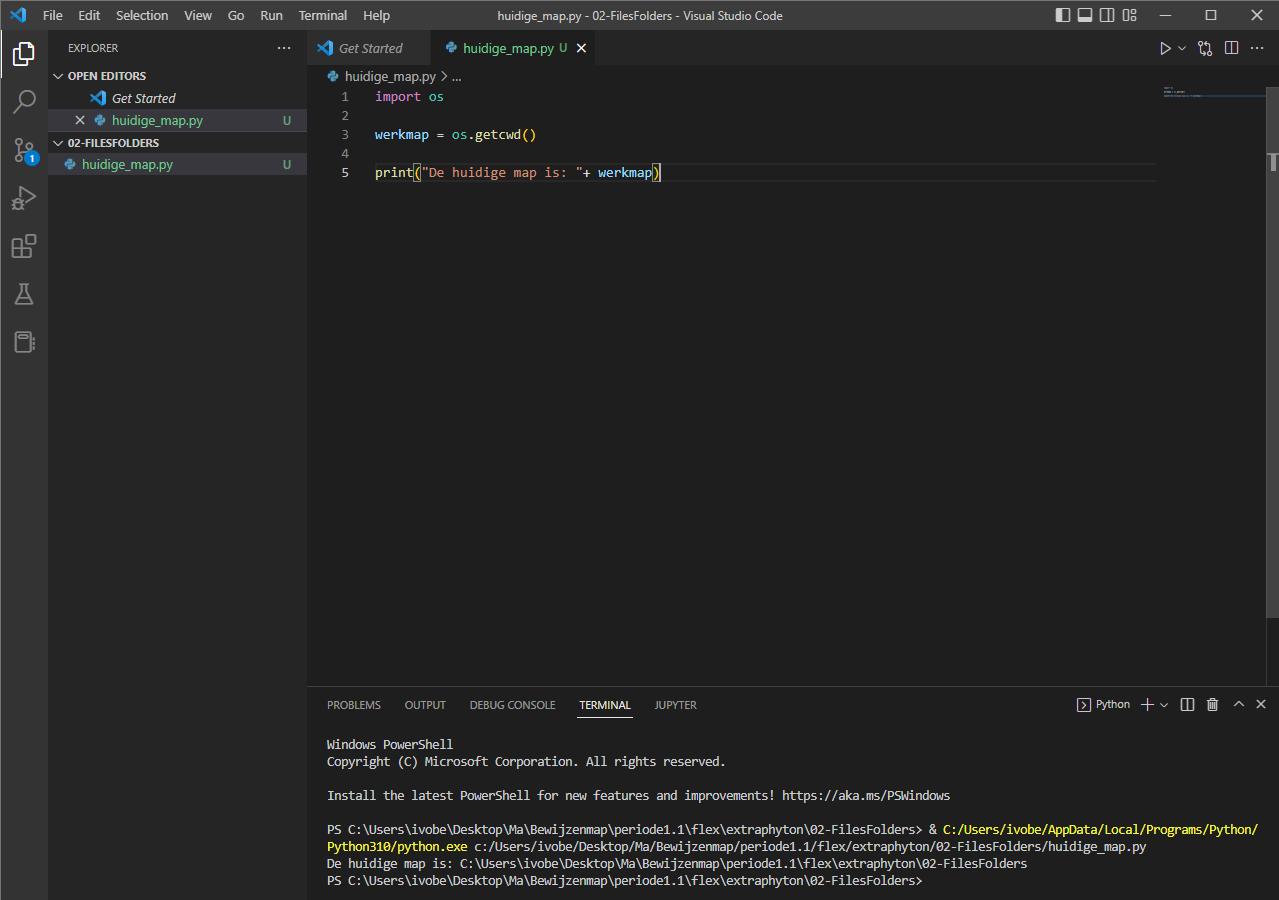 File Edit Selection View Go Run Terminal Help huidige_map.py - 02-FilesFolders - Visual Studio Code
EXPLORER
OPEN EDITORS
Get Started
huidige_map.py U
02-FILESFOLDERS
huidige_map.py U
1
Get Started huidige_map.py U
huidige_map.py > ...
1 import os
2
3 werkmap = os.getcwd()
4
5 print("De huidige map is: "+ werkmap)
PROBLEMS OUTPUT DEBUG CONSOLE TERMINAL JUPYTER Python
Windows PowerShell
Copyright (C) Microsoft Corporation. All rights reserved.
Install the latest PowerShell for new features and improvements! https://aka.ms/PSWindows
PS C:\Users\ivobe\Desktop\Ma\Bewijzenmap\periode1.1\flex\extraphyton\02-FilesFolders> & C:/Users/ivobe/AppData/Local/Programs/Python/
Python310/python.exe c:/Users/ivobe/Desktop/Ma/Bewijzenmap/periode1.1/flex/extraphyton/02-FilesFolders/huidige_map.py
De huidige map is: C:\Users\ivobe\Desktop\Ma\Bewijzenmap\periode1.1\flex\extraphyton\02-FilesFolders
PS C:\Users\ivobe\Desktop\Ma\Bewijzenmap\periode1.1\flex\extraphyton\02-FilesFolders>